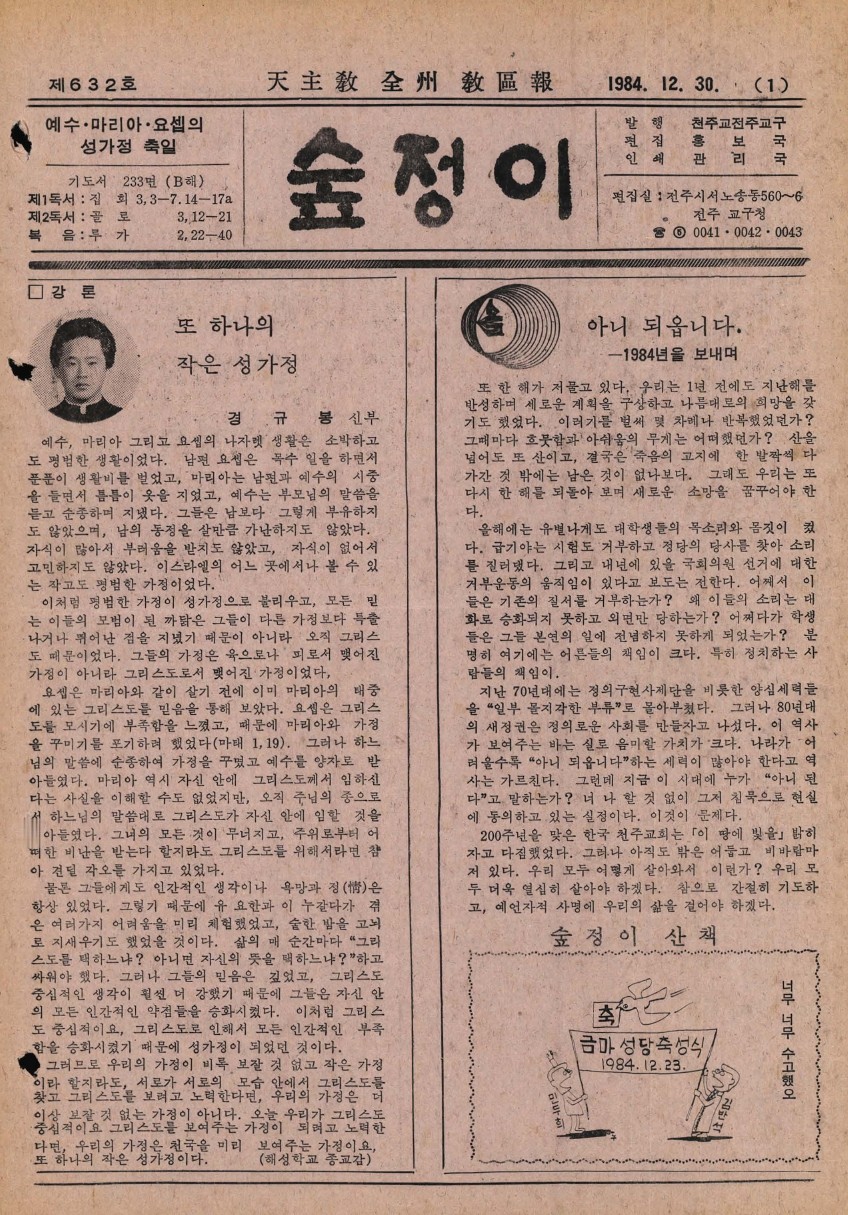 제632호
天主敎 全州 敎區報
1984. 12. 30.
(1)
예수·마리아·요셉의
성가정 축일
기도서 233면 (B해)
제1독서 : 집 회 3, 3—7. 14—17a
제2독서 : 골 로 3, 12—21
복 음 : 루 가 2, 22—40
숲정이
발 행 천주교전주교구
편 집 홍 보 국
인 쇄 관 리 국
편집실 : 전주시서노송동560~6
전주 교구청
☎ ⑤ 0041·0042·0043
□ 강 론
또 하나의
작은 성가정
경 규 봉 신부
예수, 마리아 그리고 요셉의 나자렛 생활은 소박하고
도 평범한 생활이었다. 남편 요셉은 목수 일을 하면서
푼푼이 생활비를 벌었고, 마리아는 남편과 예수의 시중
을 들면서 틈틈이 옷을 지었고, 예수는 부모님의 말씀을
듣고 순종하며 지냈다. 그들은 남보다 그렇게 부유하지
도 않았으며, 남의 동정을 살만큼 가난하지도 않았다.
자식이 많아서 부러움을 받지도 않았고, 자식이 없어서
고민하지도 않았다. 이스라엘의 어느 곳에서나 볼 수 있
는 작고도 평범한 가정이었다.
이처럼 평범한 가정이 성가정으로 불리우고, 모든 믿
는 이들의 모범이 된 까닭은 그들이 다른 가정보다 특출
나거나 뛰어난 점을 지녔기 때문이 아니라 오직 그리스
도 때문이었다. 그들의 가정은 육으로나 피로서 맺어진
가정이 아니라 그리스도로서 맺어진 가정이었다,
요셉은 마리아와 같이 살기 전에 이미 마리아의 태중
에 있는 그리스도를 믿음을 통해 보았다. 요셉은 그리스
도를 모시기에 부족함을 느꼈고, 때문에 마리아와 가정
을 꾸미기를 포기하려 했었다(마태 1, 19). 그러나 하느
님의 말씀에 순종하여 가정을 꾸몄고 예수를 양자로 받
아들였다. 마리아 역시 자신 안에 그리스도께서 임하신
다는 사실을 이해할 수도 없었지만, 오직 주님의 종으로
서 하느님의 말씀대로 그리스도가 자신 안에 임할 것을
아들였다. 그녀의 모든 것이 무너지고, 주위로부터 어
떠한 비난을 받는다 할지라도 그리스도를 위해서라면 참
아 견딜 각오를 가지고 있었다.
물론 그들에게도 인간적인 생각이나 욕망과 정(情)은
항상 있었다. 그렇기 때문에 유 요한과 이 누갈다가 겪
은 여러가지 어려움을 미리 체험했었고, 숱한 밤을 고뇌
로 지새우기도 했었을 것이다. 삶의 매 순간마다 “그리
스도를 택하느냐? 아니면 자신의 뜻을 택하느냐?”하고
싸워야 했다. 그러나 그들의 믿음은 깊었고, 그리스도
중심적인 생각이 훨씬 더 강했기 때문에 그들은 자신 안
의 모든 인간적인 약점들을 승화시켰다. 이처럼 그리스
도 중심적이요, 그리스도로 인해서 모든 인간적인 부족
함을 승화시켰기 때문에 성가정이 되었던 것이다.
그러므로 우리의 가정이 비록 보잘 것 없고 작은 가정
이라 할지라도, 서로가 서로의 모습 안에서 그리스도를
찾고 그리스도를 보려고 노력한다면, 우리의 가정은 더
이상 보잘 것 없는 가정이 아니다. 오늘 우리가 그리스도
중심적이요 그리스도를 보여주는 가정이 되려고 노력한
다면, 우리의 가정은 천국을 미리 보여주는 가정이요,
또 하나의 작은 성가정이다. (해성학교 종교감)
숲
아니 되옵니다.
—1984년을 보내며
또 한 해가 저물고 있다. 우리는 1년 전에도 지난해를
반성하며 세로운 계획을 구상하고 나름대로의 희망을 갖
기도 했었다. 이러기를 벌써 몇 차례나 반복했었던가?
그때마다 흐뭇함과 아쉬움의 무게는 어떠했던가? 산을
넘어도 또 산이고, 결국은 죽음의 고지에 한 발짝씩 다
가간 것 밖에는 남은 것이 없나보다. 그래도 우리는 또
다시 한 해를 되돌아 보며 새로운 소망을 꿈꾸어야 한
다.
올해에는 유별나게도 대학생들의 목소리와 몸짓이 컸
다. 급기야는 시험도 거부하고 정당의 당사를 찾아 소리
를 질러댔다. 그리고 내년에 있을 국회의원 선거에 대한
거부운동의 움직임이 있다고 보도는 전한다. 어째서 이
들은 기존의 질서를 거부하는가? 왜 이들의 소리는 대
화로 승화되지 못하고 외면만 당하는가? 어쩌다가 학생
들은 그들 본연의 일에 전념하지 못하게 되었는가? 분
명히 여기에는 어른들의 책임이 크다. 특히 정치하는 사
람들의 책임이.
지난 70년대에는 정의구현사제단을 비롯한 양심세력들
을 “일부 몰지각한 부류”로 몰아부쳤다. 그러나 80년대
의 새정권은 정의로운 사회를 만들자고 나섰다. 이 역사
가 보여주는 바는 실로 음미할 가치가 크다. 나라가 어
려울수록 “아니 되옵니다”하는 세력이 많아야 한다고 역
사는 가르친다. 그런데 지금 이 시대에 누가 “아니 된
다”고 말하는가? 너 나 할 것 없이 그저 침묵으로 현실
에 동의하고 있는 실정이다. 이것이 문제다.
200주년을 맞은 한국 천주교회는 「이 땅에 빛을」 밝히
자고 다짐했었다. 그러나 아직도 밖은 어둡고 비바람마
저 있다. 우리 모두 어떻게 살아와서 이런가? 우리 모
두 더욱 열심히 살아야 하겠다. 참으로 간절히 기도하
고, 예언자적 사명에 우리의 삶을 걸어야 하겠다.
숲 정 이 산 책
축
금마 성당축성식
1984. 12. 23.
너무 너무 수고했오